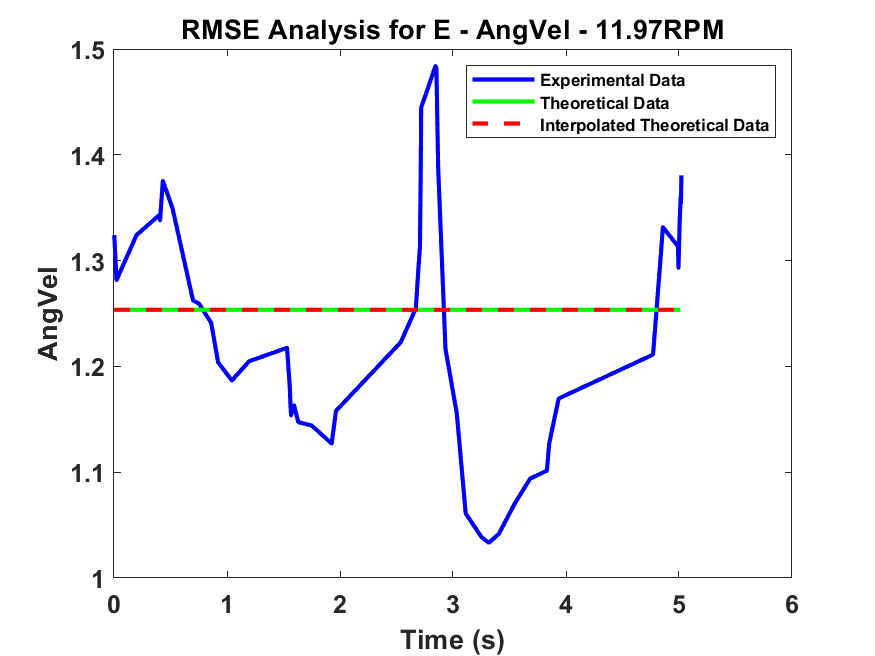 RMSE Analysis for E - AngVel - 11.97RPM
1.5
1.4
1.3
1.2
1.1
1
AngVel
Experimental Data
Theoretical Data
Interpolated Theoretical Data
0 1 2 3 4 5 6
Time (s)